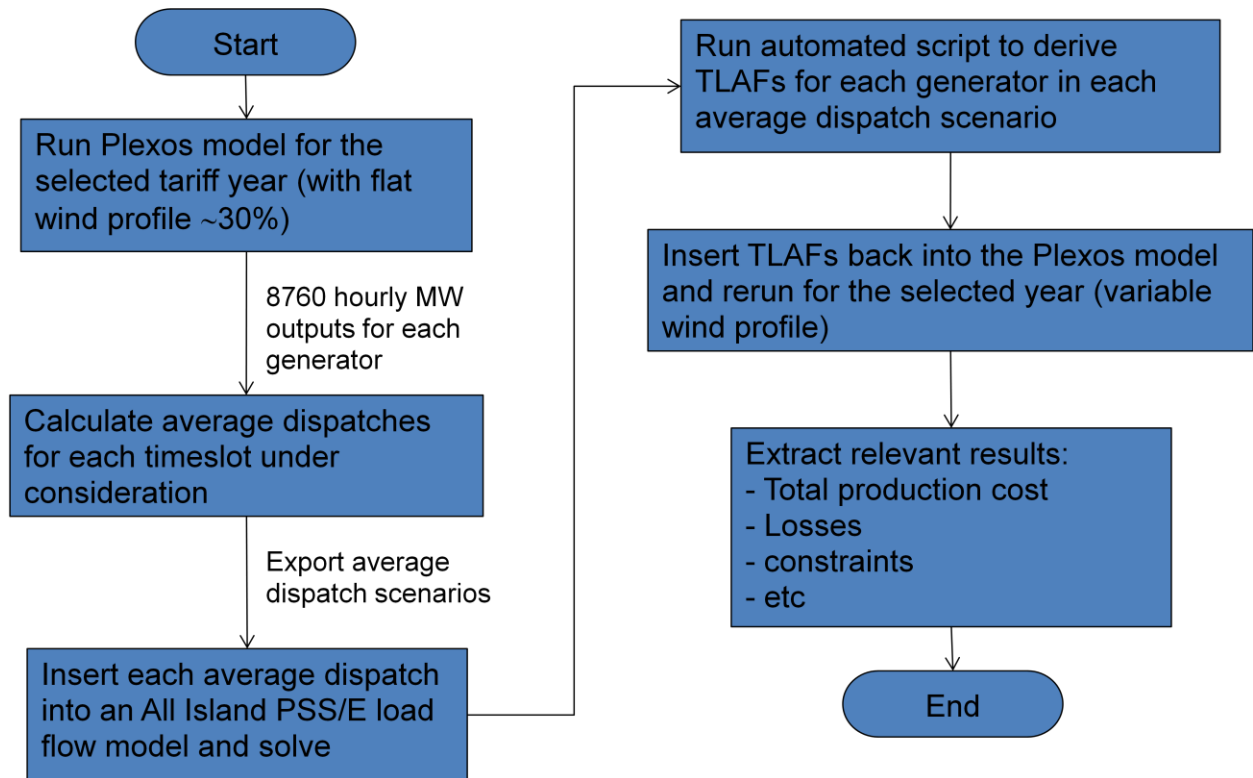 Start
Run Plexos model for the
selected tariff year (with flat
wind profile ~30%)
8760 hourly MW
outputs for each
generator
Calculate average dispatches
for each timeslot under
consideration
Export average
dispatch scenarios
Insert each average dispatch
into an All Island PSS/E load
flow model and solve
Run automated script to derive
TLAFs for each generator in each
average dispatch scenario
Insert TLAFs back into the Plexos model
and rerun for the selected year (variable
wind profile)
Extract relevant results:
- Total production cost
- Losses
- constraints
- etc
End